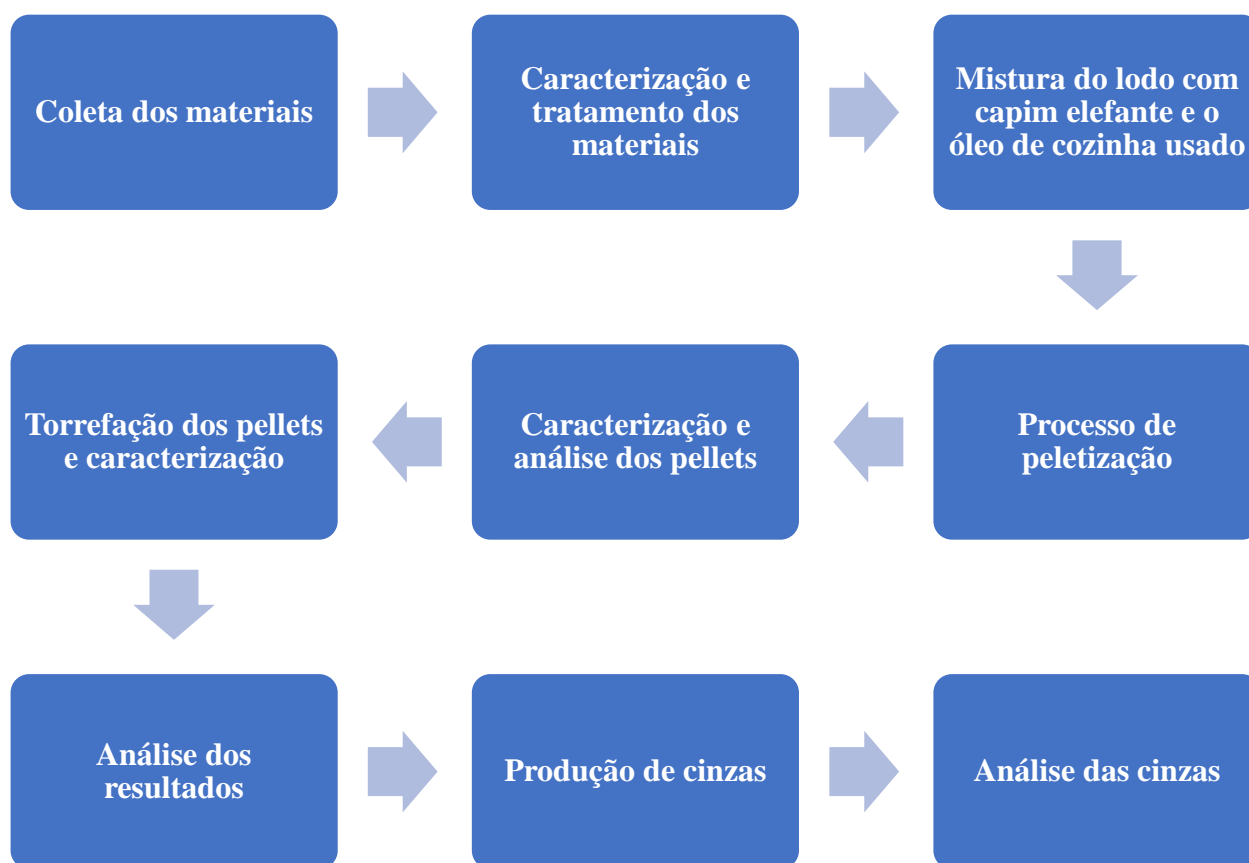 Coleta dos materiais
Caracterização e
tratamento dos
materiais
Mistura do lodo com
capim elefante e o
óleo de cozinha usado
Processo de
peletização
Caracterização e
análise dos pellets
Torrefação dos pellets
e caracterização
Análise dos
resultados
Produção de cinzas
Análise das cinzas